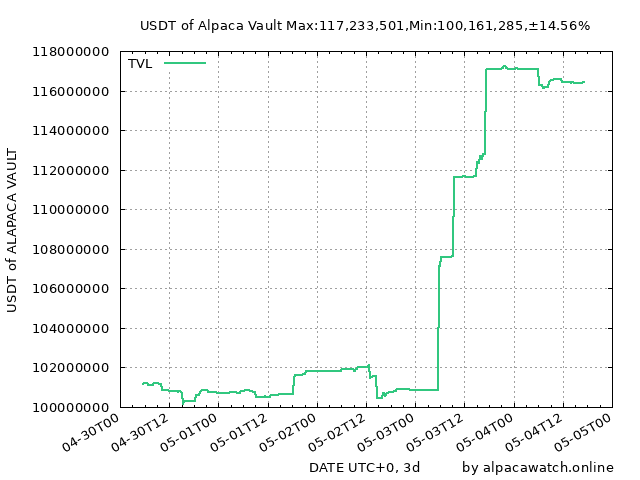 USDT of Alpaca Vault Max:117,233,501,Min:100,161,285,±14.56%
TVL
118000000
116000000
114000000
112000000
110000000
108000000
106000000
104000000
102000000
100000000
USDT of ALAPACA VAULT
04-30T00
04-30T12
05-01T00
05-01T12
05-02T00
05-02T12
05-03T00
05-03T12
05-04T00
05-04T12
05-05T00
DATE UTC+0, 3d
by alpacawatch.online